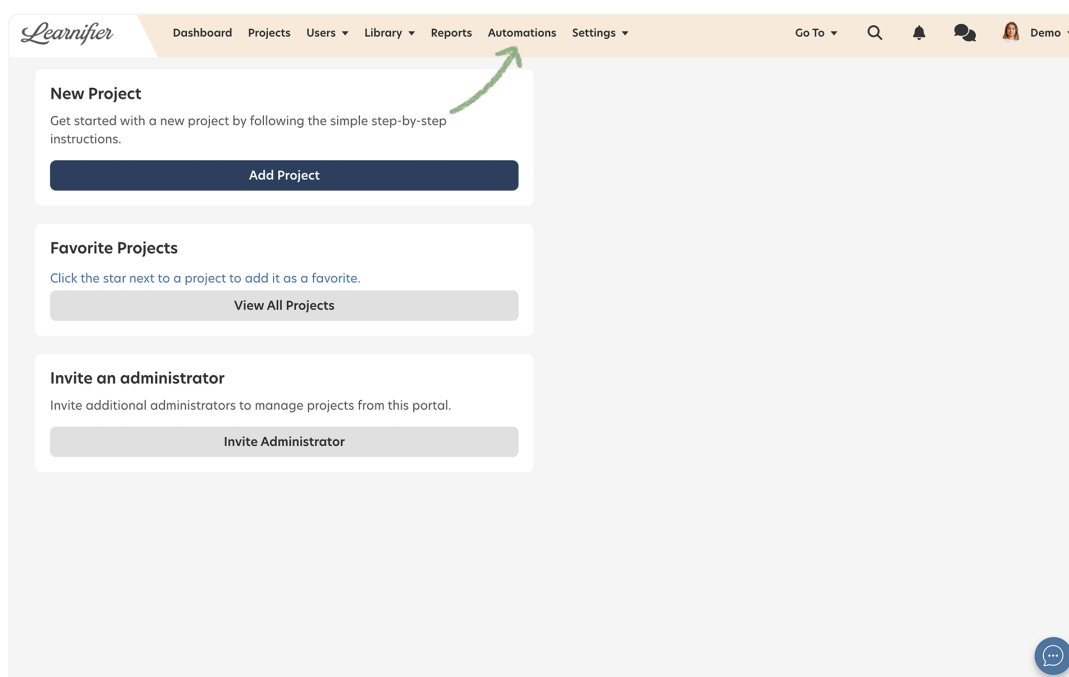 Learnifier
Dashboard Projects Users Library Reports Automations Settings Go To Demo
New Project
Get started with a new project by following the simple step-by-step
instructions.
Add Project
Favorite Projects
Click the star next to a project to add it as a favorite.
View All Projects
Invite an administrator
Invite additional administrators to manage projects from this portal.
Invite Administrator